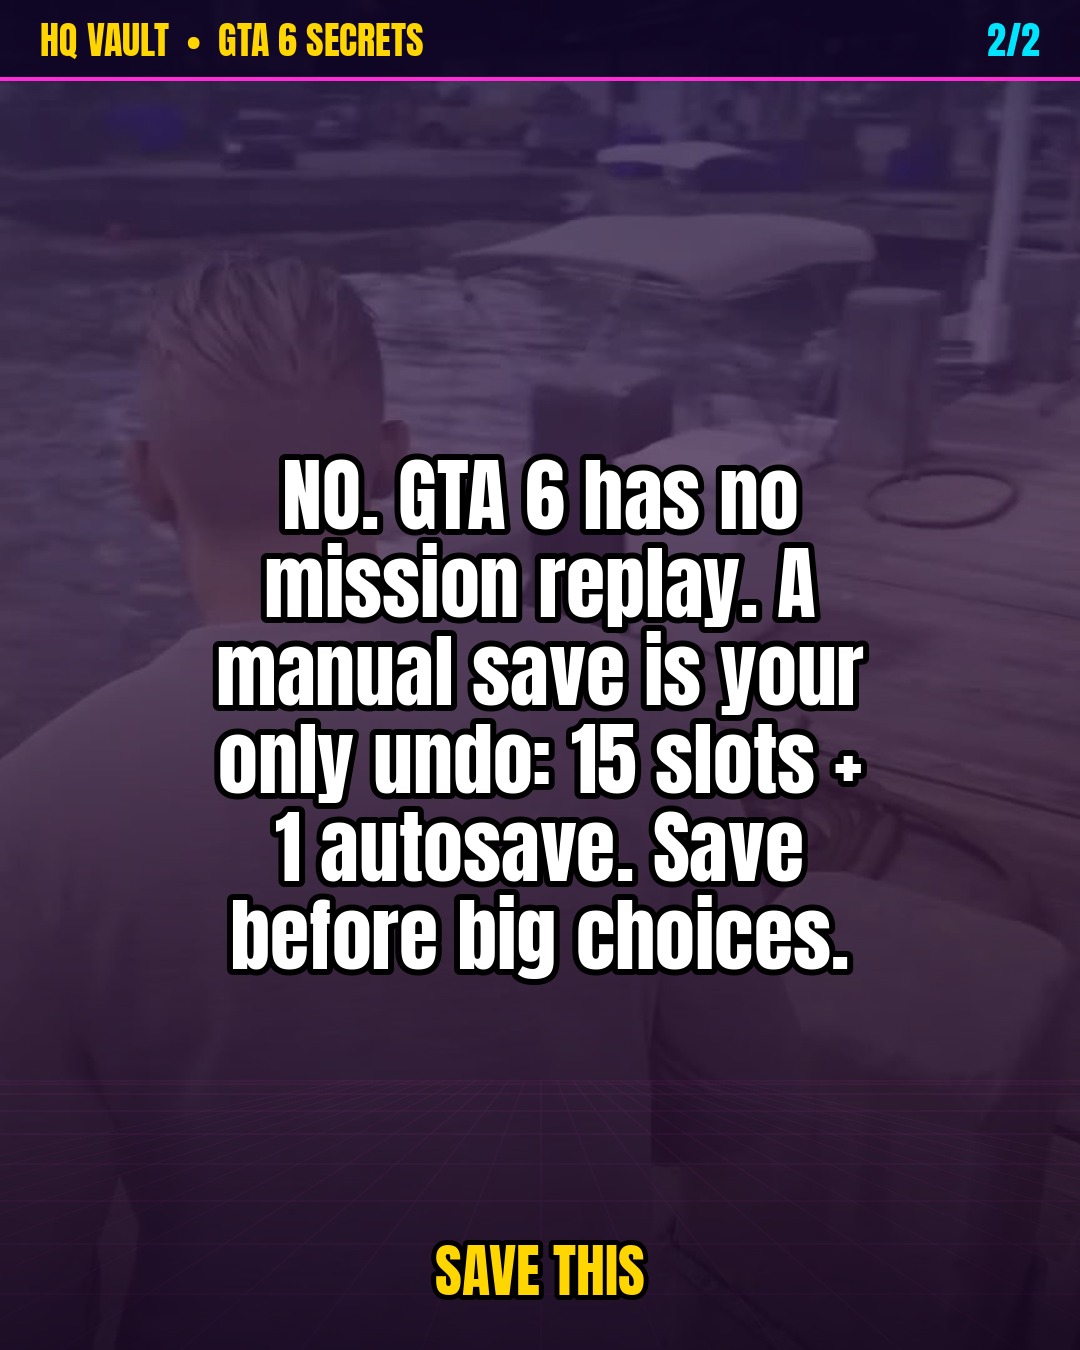 HQ VAULT • GTA 6 SECRETS
2/2
NO. GTA 6 has no
mission replay. A
manual save is your
only undo: 15 slots +
1 autosave. Save
before big choices.
SAVE THIS